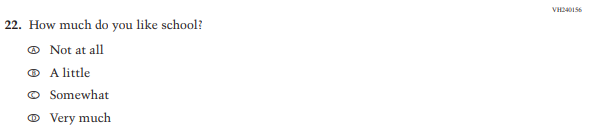 VH240156
22. How much do you like school?
A Not at all
B A little
C Somewhat
D Very much